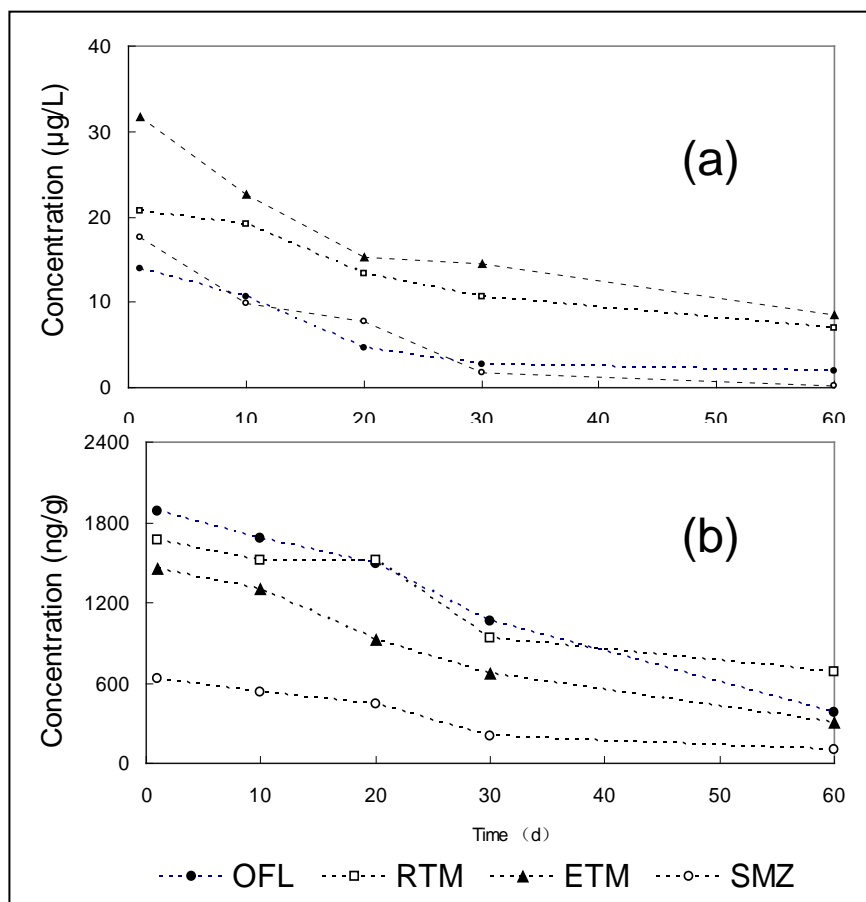 40
30
20
10
0
Concentration (µg/L)
(a)
0 10 20 30 40 50 60
2400
1800
1200
600
0
Concentration (ng/g)
(b)
0 10 20 30 40 50 60
Time（d）
OFL RTM ETM SMZ